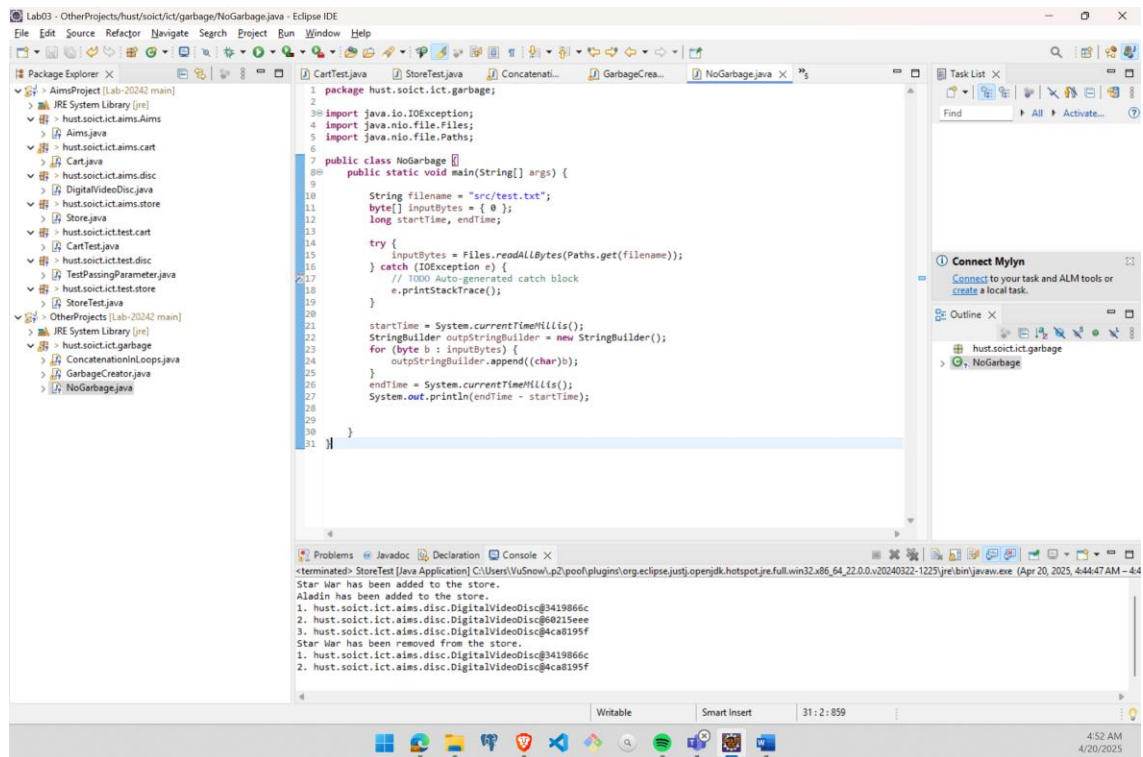 Lab03 - OtherProjects/hust/soict/ict/garbage/NoGarbage.java - Eclipse IDE
File Edit Source Refactor Navigate Search Project Run Window Help
Package Explorer
AimsProject [Lab-20242 main]
JRE System Library [jre]
> hust.soict.ict.aims.Aims
> Aims.java
> hust.soict.ict.aims.cart
> Cart.java
> hust.soict.ict.aims.disc
> DigitalVideoDisc.java
> hust.soict.ict.aims.store
> Store.java
> hust.soict.ict.test.cart
> CartTest.java
> hust.soict.ict.test.disc
> TestPassingParameter.java
> hust.soict.ict.test.store
> StoreTest.java
> OtherProjects [Lab-20242 main]
JRE System Library [jre]
> hust.soict.ict.garbage
> ConcatenationInLoops.java
> GarbageCreator.java
> NoGarbage.java
CartTest.java StoreTest.java Concatenati... GarbageCrea... NoGarbage.java »5
1 package hust.soict.ict.garbage;
2
3 import java.io.IOException;
4 import java.nio.file.Files;
5 import java.nio.file.Paths;
6
7 public class NoGarbage {
8 public static void main(String[] args) {
9
10 String filename = "src/test.txt";
11 byte[] inputBytes = { 0 };
12 long startTime, endTime;
13
14 try {
15 inputBytes = Files.readAllBytes(Paths.get(filename));
16 } catch (IOException e) {
17 // TODO Auto-generated catch block
18 e.printStackTrace();
19 }
20
21 startTime = System.currentTimeMillis();
22 StringBuilder outpStringBuilder = new StringBuilder();
23 for (byte b : inputBytes) {
24 outpStringBuilder.append((char)b);
25 }
26 endTime = System.currentTimeMillis();
27 System.out.println(endTime - startTime);
28
29
30 }
31 }
Task List
Find All Activate...
Connect Mylyn
Connect to your task and ALM tools or
create a local task.
Outline
hust.soict.ict.garbage
NoGarbage
Problems Javadoc Declaration Console
<terminated> StoreTest [Java Application] C:\Users\VuSnow\.p2\pool\plugins\org.eclipse.justj.openjdk.hotspot.jre.full.win32.x86_64_22.0.0.v20240322-1225\jre\bin\javaw.exe (Apr 20, 2025, 4:44:47 AM – 4:4
Star War has been added to the store.
Aladin has been added to the store.
1. hust.soict.ict.aims.disc.DigitalVideoDisc@3419866c
2. hust.soict.ict.aims.disc.DigitalVideoDisc@60215eee
3. hust.soict.ict.aims.disc.DigitalVideoDisc@4ca8195f
Star War has been removed from the store.
1. hust.soict.ict.aims.disc.DigitalVideoDisc@3419866c
2. hust.soict.ict.aims.disc.DigitalVideoDisc@4ca8195f
Writable Smart Insert 31 : 2 : 859
4:52 AM
4/20/2025